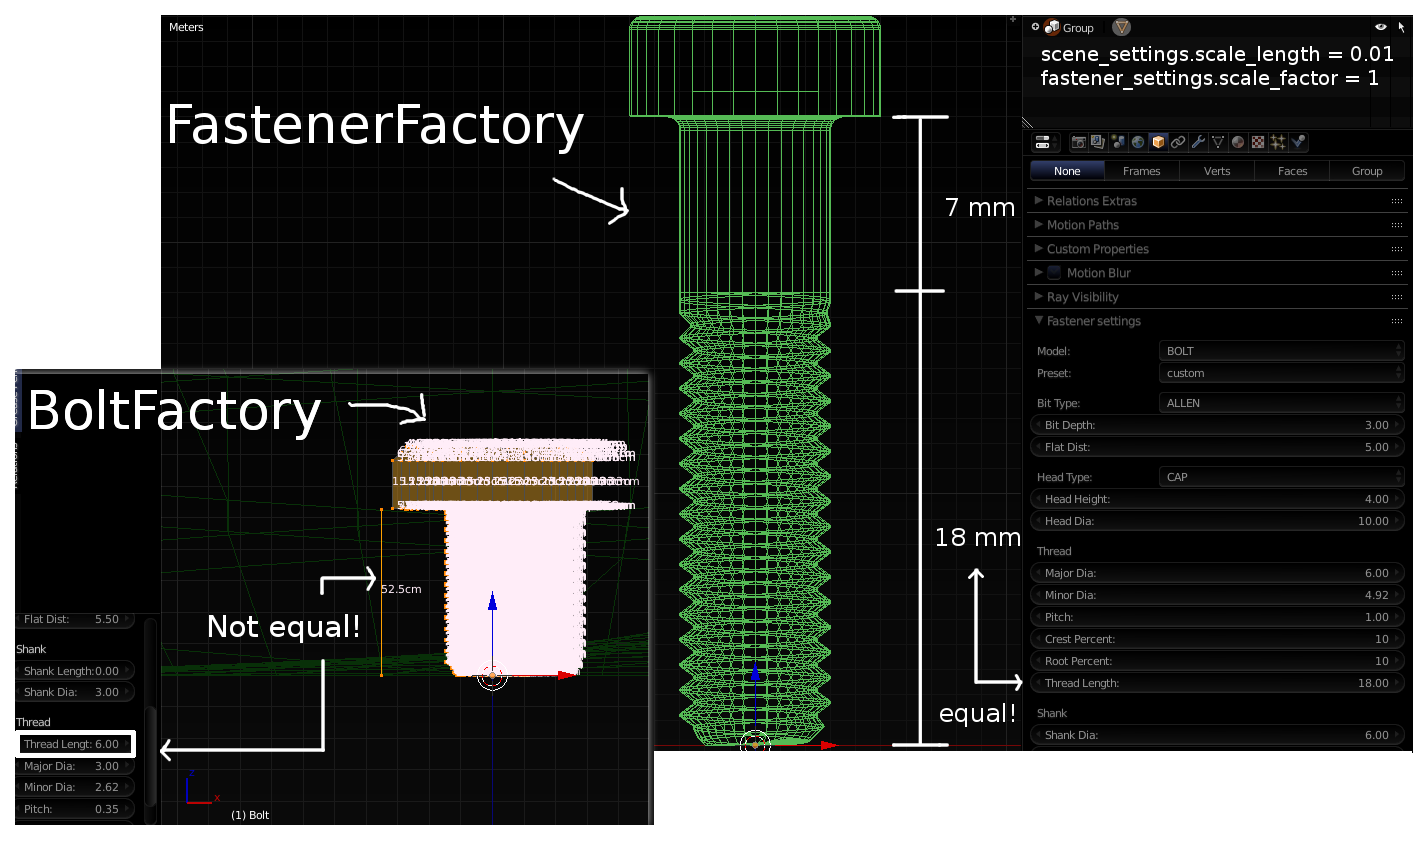 Meters
Group
scene_settings.scale_length = 0.01
fastener_settings.scale_factor = 1
FastenerFactory
7 mm
18 mm
equal!
None
Frames
Verts
Faces
Group
Relations Extras
Motion Paths
Custom Properties
Motion Blur
Ray Visibility
Fastener settings
Model: BOLT
Preset: custom
Bit Type: ALLEN
Bit Depth: 3.00
Flat Dist: 5.00
Head Type: CAP
Head Height: 4.00
Head Dia: 10.00
Thread
Major Dia: 6.00
Minor Dia: 4.92
Pitch: 1.00
Crest Percent: 10
Root Percent: 10
Thread Length: 18.00
Shank
Shank Dia: 6.00
BoltFactory
52.5cm
Not equal!
Flat Dist: 5.50
Shank
Shank Length: 0.00
Shank Dia: 3.00
Thread
Thread Lengt: 6.00
Major Dia: 3.00
Minor Dia: 2.62
Pitch: 0.35
z
x
(1) Bolt